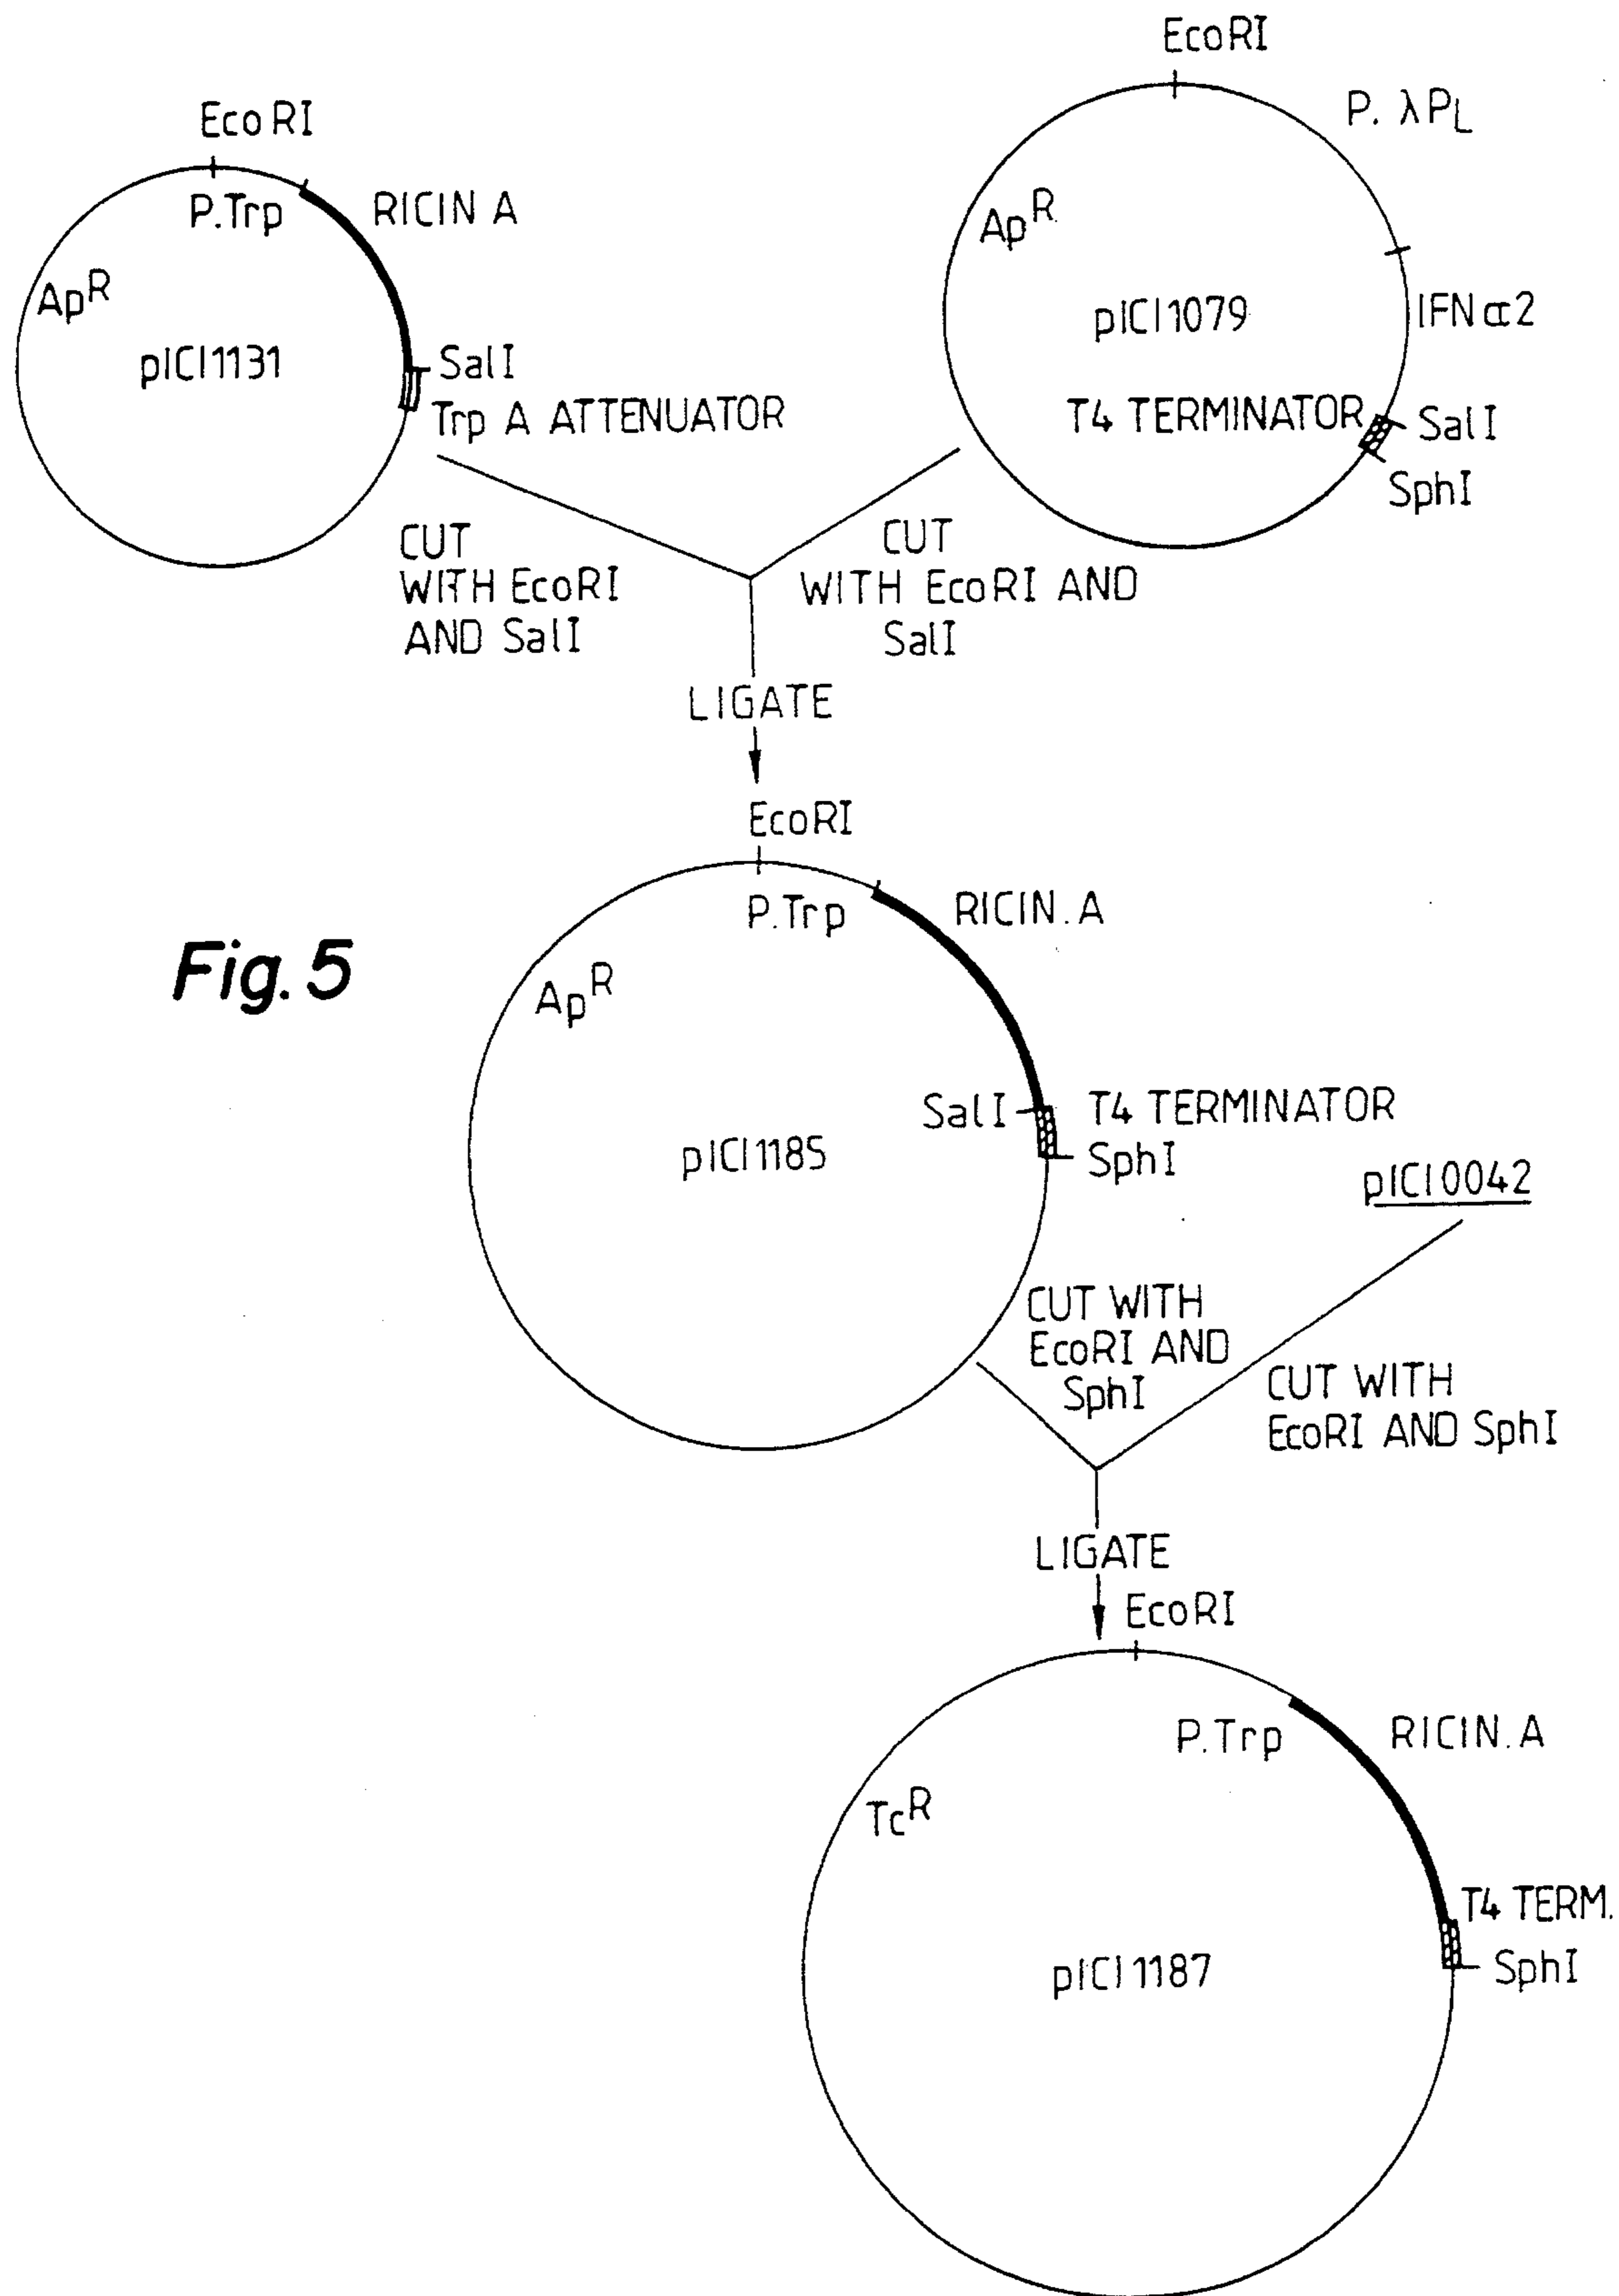 EcoRI
P.Trp
RICIN A
ApR
pICI1131
SalI
Trp A ATTENUATOR
EcoRI
P. λPL
ApR
pICI1079
IFNα2
T4 TERMINATOR
SalI
SphI
CUT
WITH EcoRI
AND SalI
CUT
WITH EcoRI AND
SalI
LIGATE
EcoRI
P.Trp
RICIN.A
Fig.5
ApR
SalI
T4 TERMINATOR
SphI
pICI1185
pICI0042
CUT WITH
EcoRI AND
SphI
CUT WITH
EcoRI AND SphI
LIGATE
EcoRI
P.Trp
RICIN.A
TcR
T4 TERM.
SphI
pICI1187